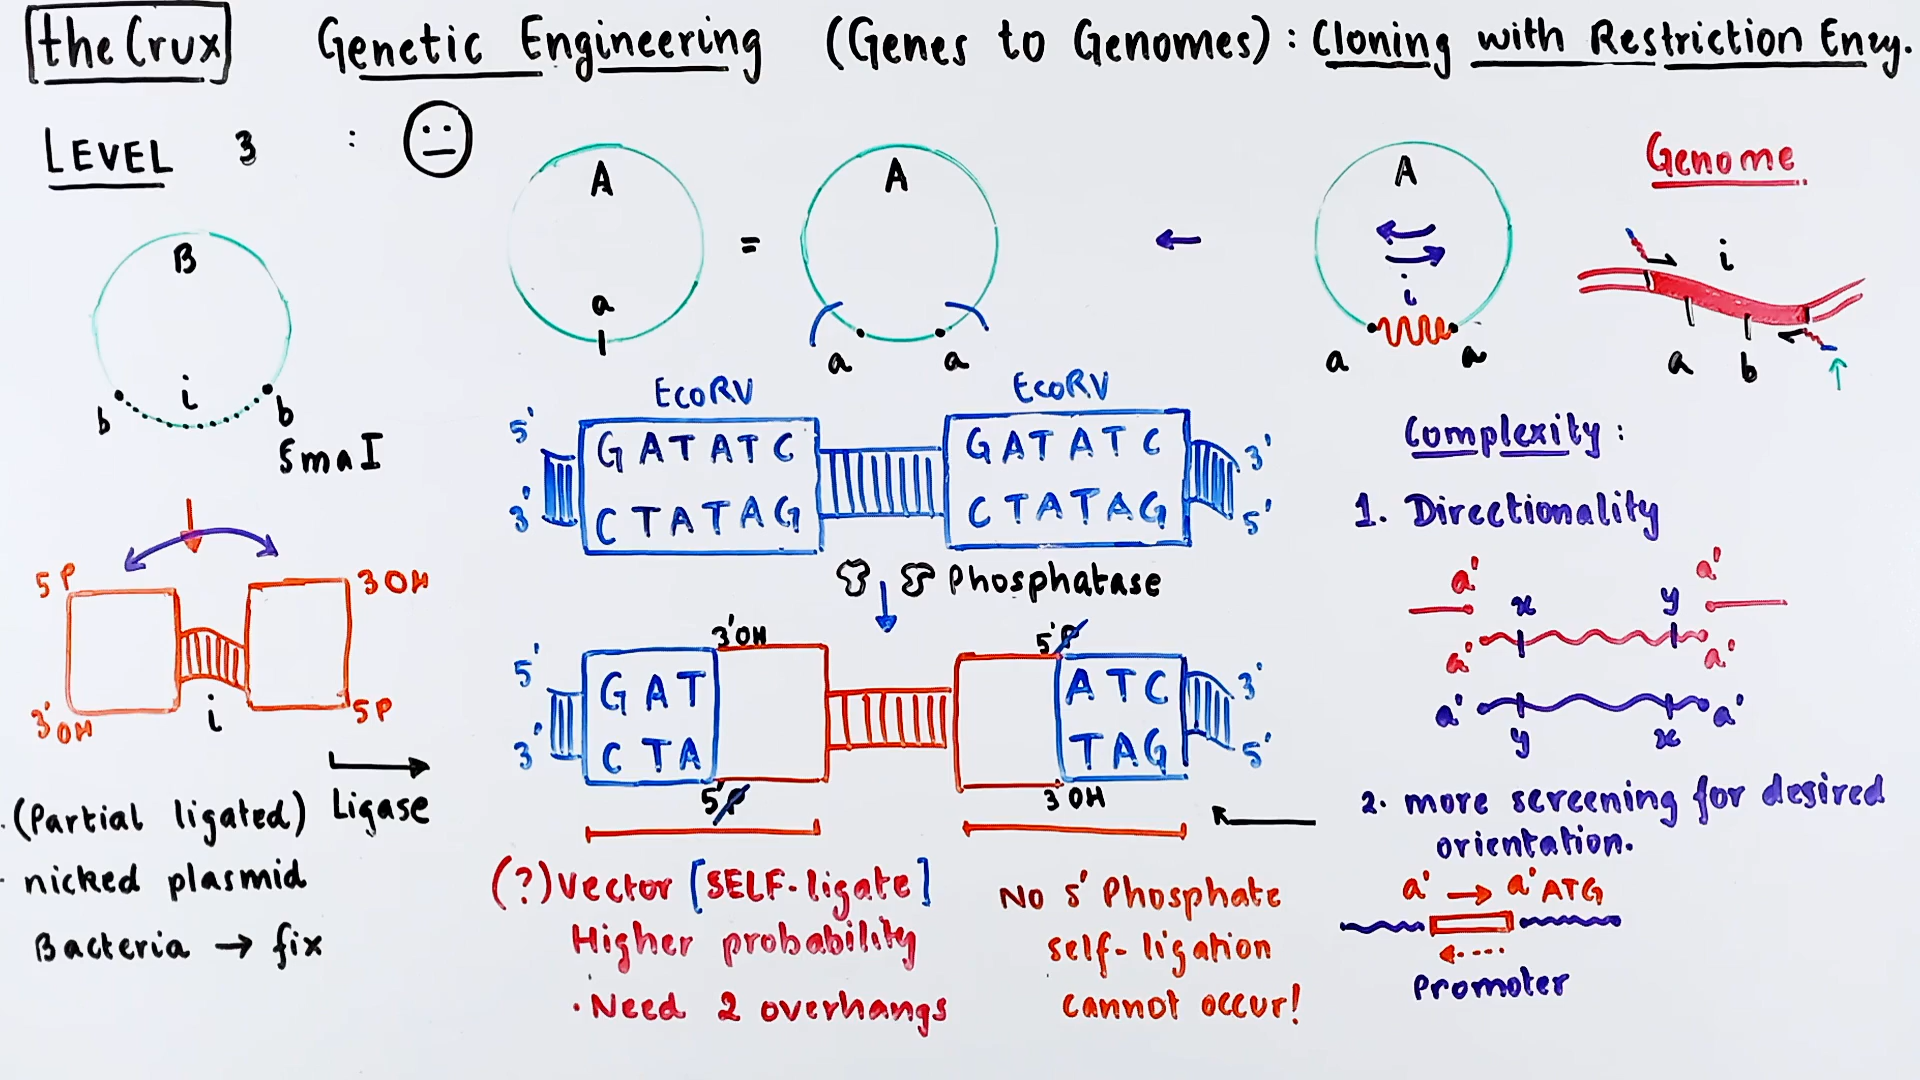 the Crux Genetic Engineering (Genes to Genomes) : Cloning with Restriction Enzy.
LEVEL 3 :
B
i
b b
SmaI
5P 3OH
3'OH 5P
i
Ligase
. (Partial ligated)
· nicked plasmid
Bacteria → fix
A = A ← A
a
a a
i
a a
Genome
i
a b
EcoRV EcoRV
5' GATATC GATATC 3'
3' CTATAG CTATAG 5'
Phosphatase
3'OH 5'P
5' GAT ATC 3'
3' CTA TAG 5'
5'P 3OH
(?) Vector [SELF-ligate]
Higher probability
· Need 2 overhangs
No 5' Phosphate
self-ligation
cannot occur!
Complexity :
1. Directionality
a' a'
x y
a' a'
a' a'
y x
2. more screening for desired
orientation.
a' → a' ATG
Promoter